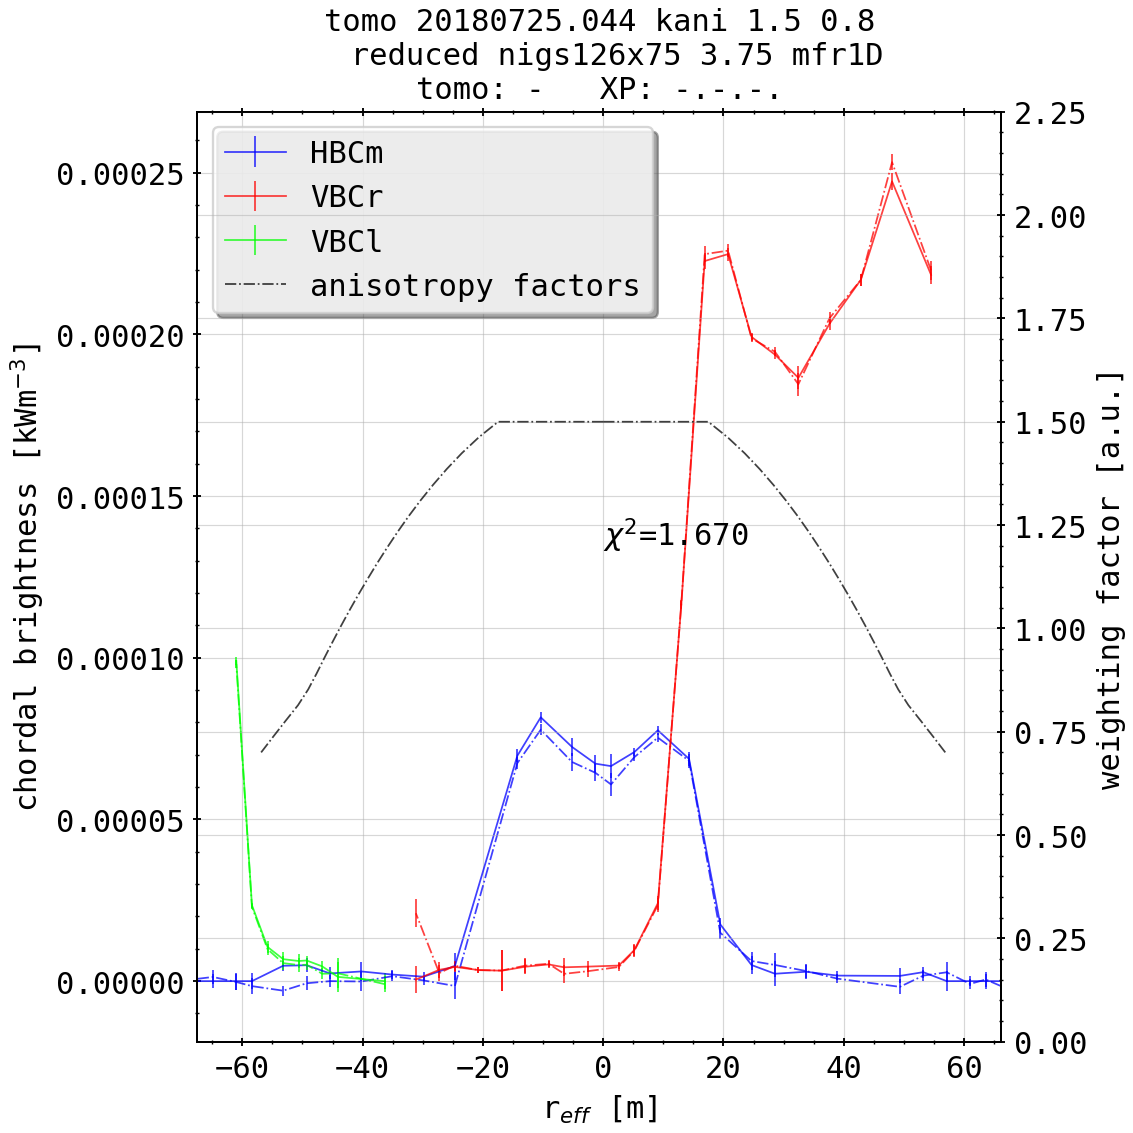 tomo 20180725.044 kani 1.5 0.8
reduced nigs126x75 3.75 mfr1D
tomo: -   XP: -.-.-.
HBCm
VBCr
VBCl
anisotropy factors
χ²=1.670
chordal brightness [kWm⁻³]
0.00025
0.00020
0.00015
0.00010
0.00005
0.00000
weighting factor [a.u.]
2.25
2.00
1.75
1.50
1.25
1.00
0.75
0.50
0.25
0.00
−60 −40 −20 0 20 40 60
r_eff [m]